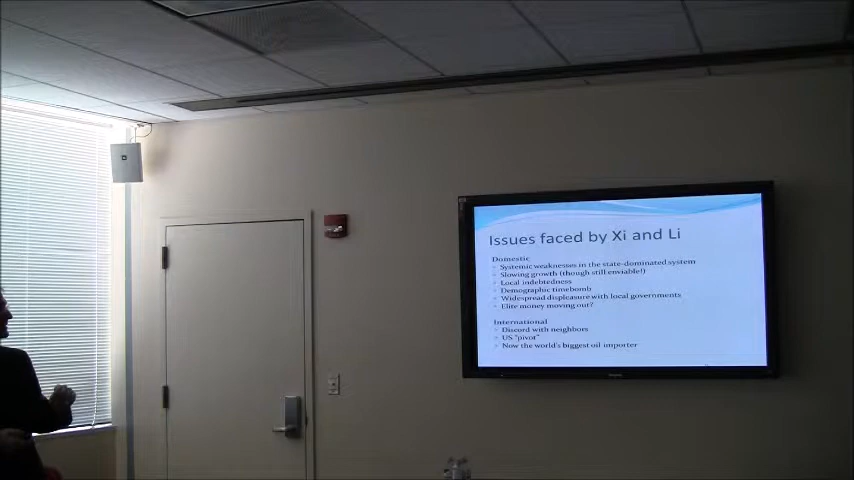 Issues faced by Xi and Li
Domestic
Systemic weaknesses in the state-dominated system
Slowing growth (though still enviable!)
Local indebtedness
Demographic timebomb
Widespread displeasure with local governments
Elite money moving out?
International
Discord with neighbors
US "pivot"
Now the world's biggest oil importer